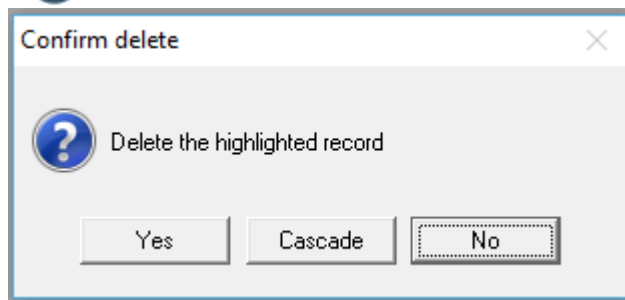 Confirm delete
Delete the highlighted record
Yes Cascade No